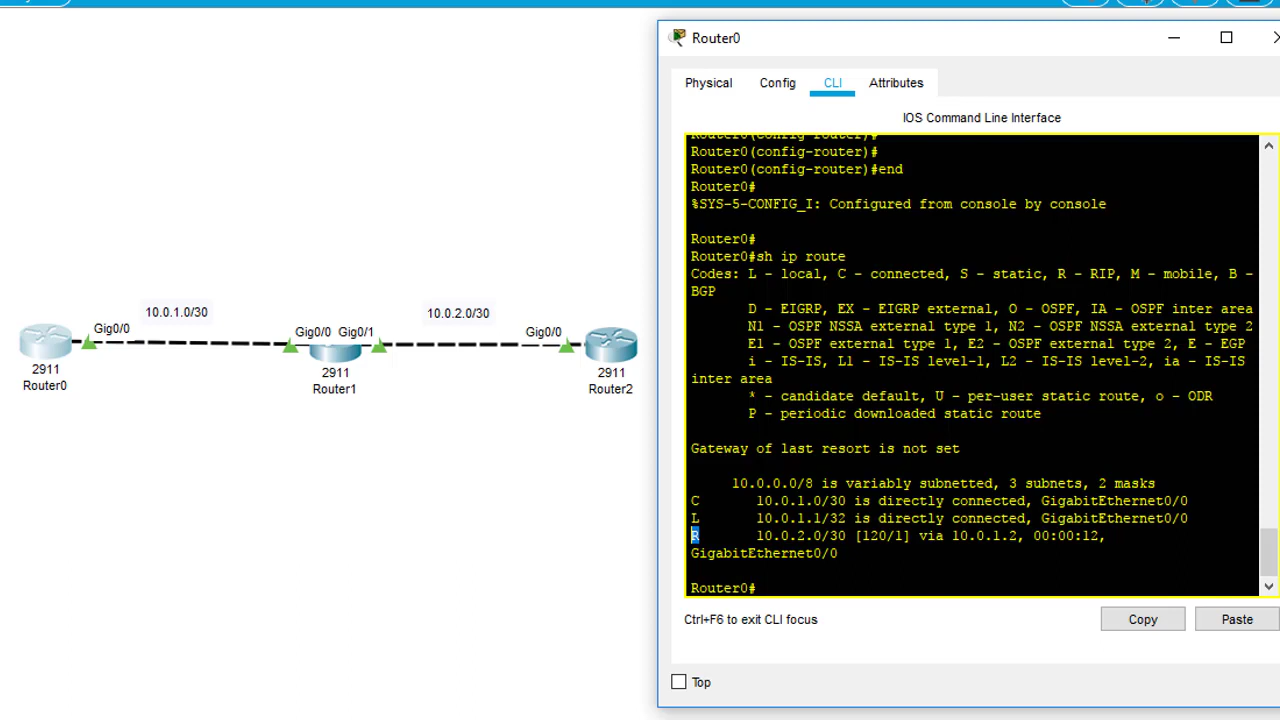 10.0.1.0/30
10.0.2.0/30
Gig0/0
Gig0/0 Gig0/1
Gig0/0
2911
Router0
2911
Router1
2911
Router2
Router0
Physical Config CLI Attributes
IOS Command Line Interface
Router0(config-router)#
Router0(config-router)#
Router0(config-router)#end
Router0#
%SYS-5-CONFIG_I: Configured from console by console
Router0#
Router0#sh ip route
Codes: L - local, C - connected, S - static, R - RIP, M - mobile, B -
BGP
D - EIGRP, EX - EIGRP external, O - OSPF, IA - OSPF inter area
N1 - OSPF NSSA external type 1, N2 - OSPF NSSA external type 2
E1 - OSPF external type 1, E2 - OSPF external type 2, E - EGP
i - IS-IS, L1 - IS-IS level-1, L2 - IS-IS level-2, ia - IS-IS
inter area
* - candidate default, U - per-user static route, o - ODR
P - periodic downloaded static route
Gateway of last resort is not set
10.0.0.0/8 is variably subnetted, 3 subnets, 2 masks
C 10.0.1.0/30 is directly connected, GigabitEthernet0/0
L 10.0.1.1/32 is directly connected, GigabitEthernet0/0
R 10.0.2.0/30 [120/1] via 10.0.1.2, 00:00:12,
GigabitEthernet0/0
Router0#
Ctrl+F6 to exit CLI focus
Copy Paste
Top